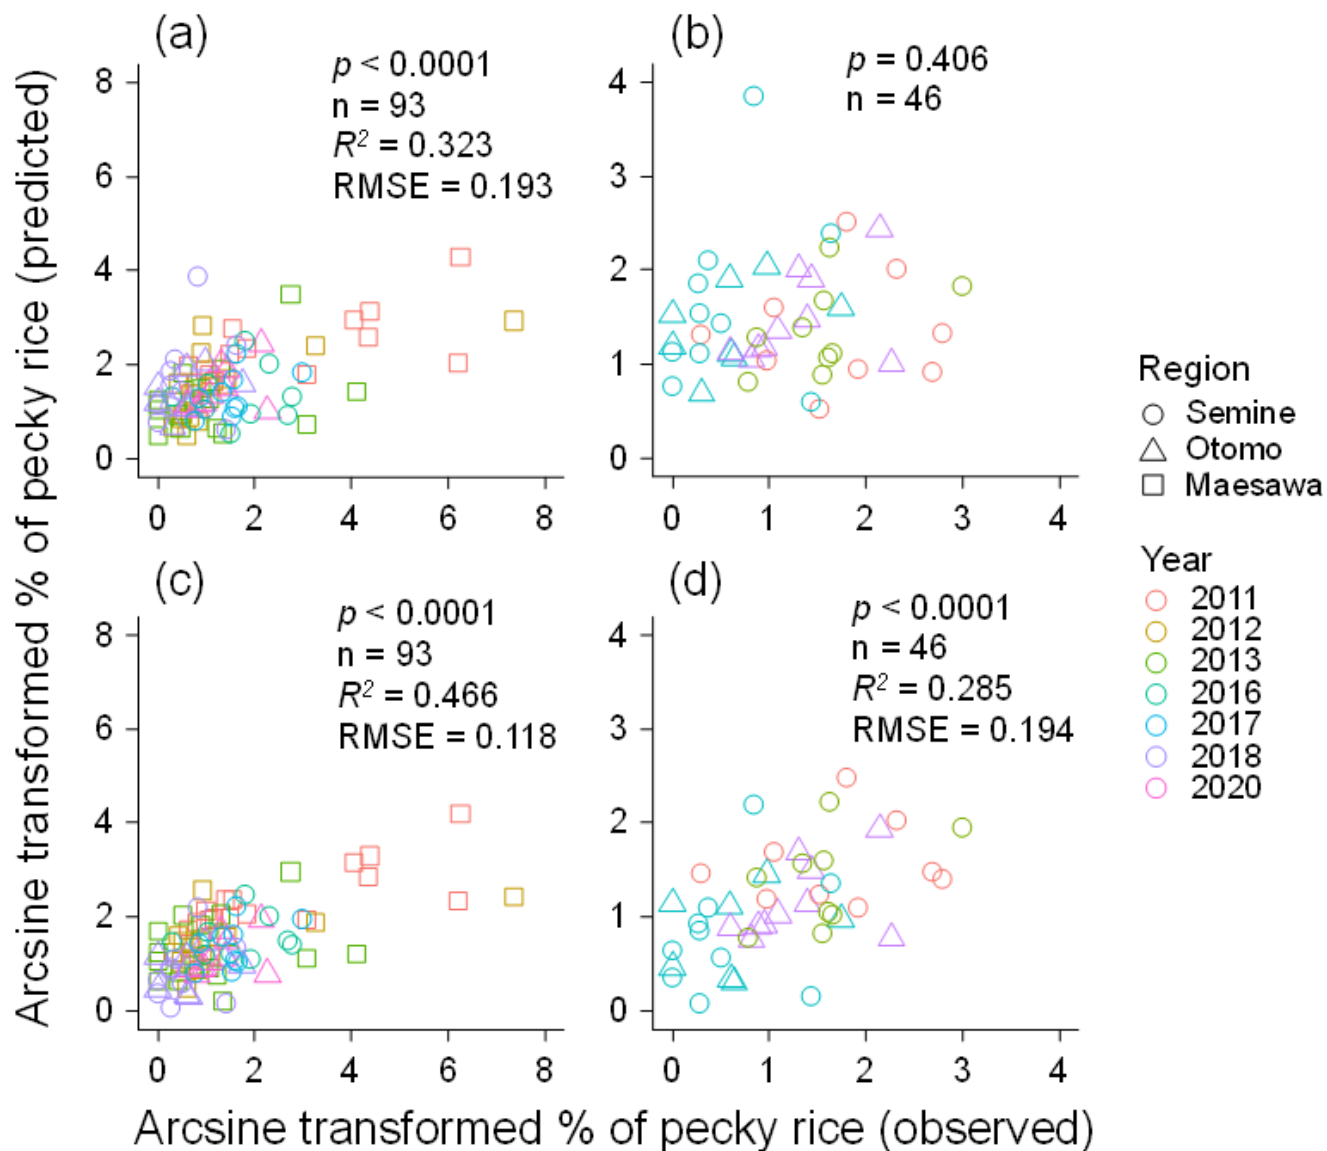 (a)
p < 0.0001
n = 93
R² = 0.323
RMSE = 0.193
8
6
4
2
0
0 2 4 6 8
(b)
p = 0.406
n = 46
4
3
2
1
0
0 1 2 3 4
(c)
p < 0.0001
n = 93
R² = 0.466
RMSE = 0.118
8
6
4
2
0
0 2 4 6 8
(d)
p < 0.0001
n = 46
R² = 0.285
RMSE = 0.194
4
3
2
1
0
0 1 2 3 4
Arcsine transformed % of pecky rice (predicted)
Arcsine transformed % of pecky rice (observed)
Region
Semine
Otomo
Maesawa
Year
2011
2012
2013
2016
2017
2018
2020